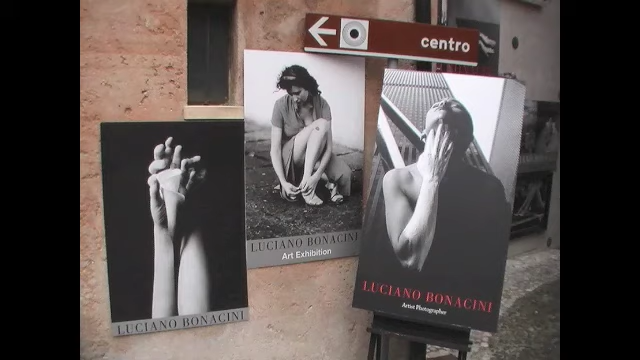 centro
LUCIANO BONACINI
Art Exhibition
LUCIANO BONACINI
Artist Photographer
LUCIANO BONACINI